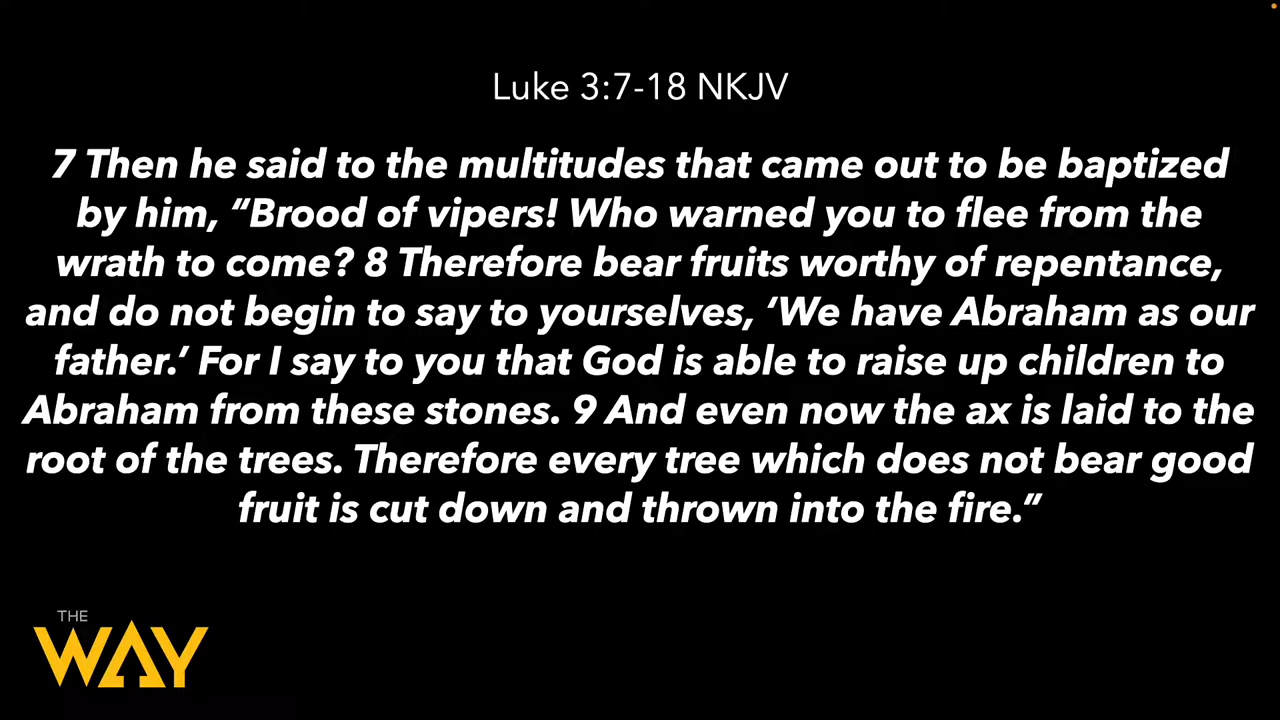 Luke 3:7-18 NKJV
7 Then he said to the multitudes that came out to be baptized
by him, “Brood of vipers! Who warned you to flee from the
wrath to come? 8 Therefore bear fruits worthy of repentance,
and do not begin to say to yourselves, ‘We have Abraham as our
father.’ For I say to you that God is able to raise up children to
Abraham from these stones. 9 And even now the ax is laid to the
root of the trees. Therefore every tree which does not bear good
fruit is cut down and thrown into the fire.”
THE
WAY